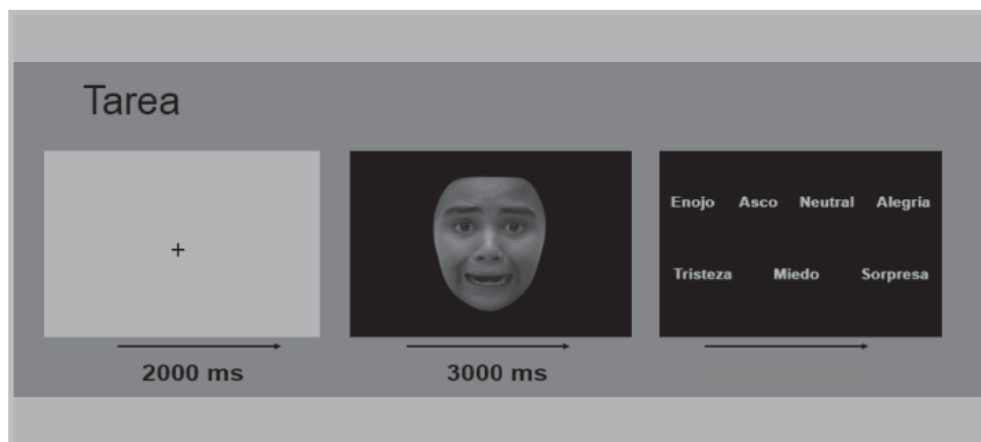 Tarea
+
Enojo Asco Neutral Alegria
Tristeza Miedo Sorpresa
2000 ms
3000 ms